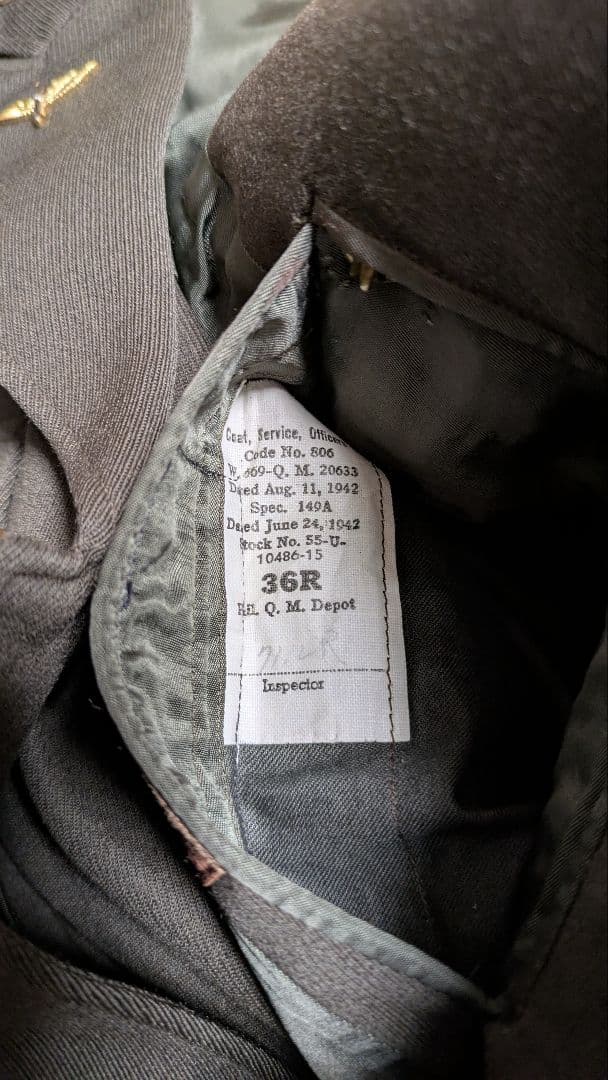 Coat, Service, Officer
Code No. 806
W. 669-Q. M. 20633
Dated Aug. 11, 1942
Spec. 149A
Dated June 24, 1942
Stock No. 55-U-
10486-15
36R
Q. M. Depot
Inspector